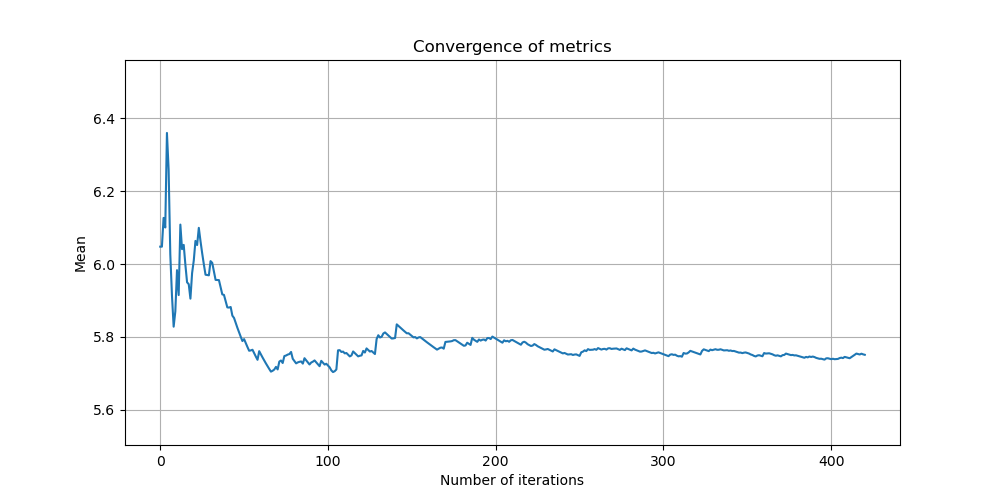 Convergence of metrics
Mean
6.4
6.2
6.0
5.8
5.6
0 100 200 300 400
Number of iterations